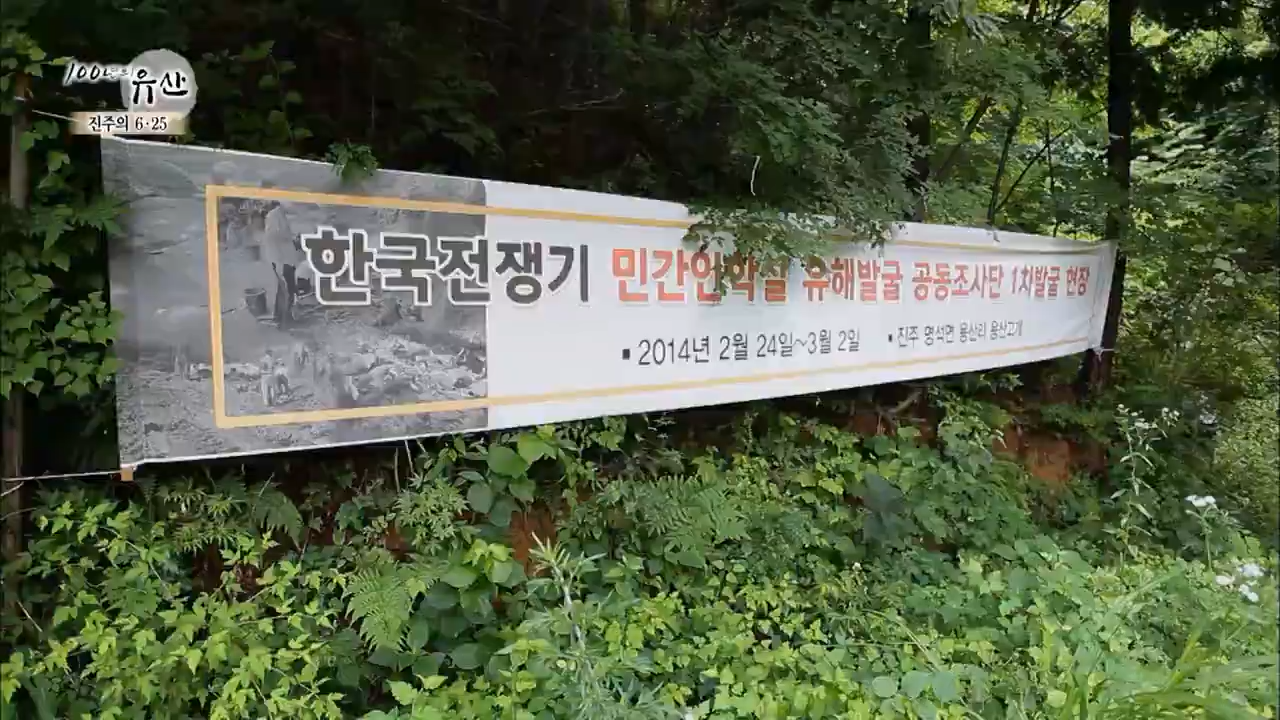 100년의 유산
진주의 6·25
한국전쟁기 민간인학살 유해발굴 공동조사단 1차발굴 현장
▪ 2014년 2월 24일~3월 2일 ▪ 진주 명석면 용산리 용산고개